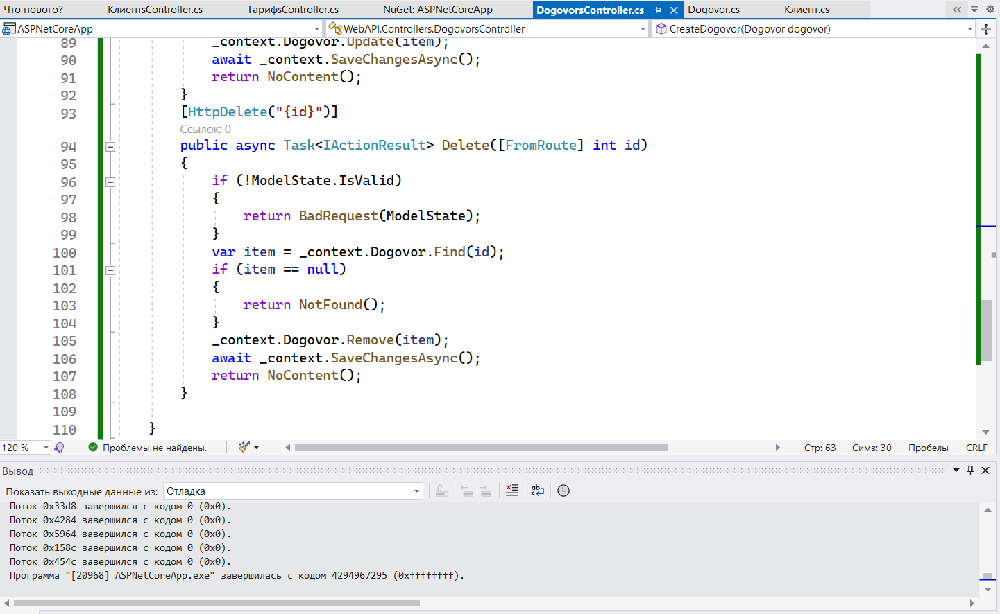 Что нового?
КлиентsController.cs
ТарифsController.cs
NuGet: ASPNetCoreApp
DogovorsController.cs
Dogovor.cs
Клиент.cs
ASPNetCoreApp
WebAPI.Controllers.DogovorsController
CreateDogovor(Dogovor dogovor)
89 _context.Dogovor.Update(item);
90 await _context.SaveChangesAsync();
91 return NoContent();
92 }
93 [HttpDelete("{id}")]
Ссылок: 0
94 public async Task<IActionResult> Delete([FromRoute] int id)
95 {
96 if (!ModelState.IsValid)
97 {
98 return BadRequest(ModelState);
99 }
100 var item = _context.Dogovor.Find(id);
101 if (item == null)
102 {
103 return NotFound();
104 }
105 _context.Dogovor.Remove(item);
106 await _context.SaveChangesAsync();
107 return NoContent();
108 }
109
110 }
120 % Проблемы не найдены. Стр: 63 Симв: 30 Пробелы CRLF
Вывод
Показать выходные данные из: Отладка
Поток 0x33d8 завершился с кодом 0 (0x0).
Поток 0x4284 завершился с кодом 0 (0x0).
Поток 0x5964 завершился с кодом 0 (0x0).
Поток 0x158c завершился с кодом 0 (0x0).
Поток 0x454c завершился с кодом 0 (0x0).
Программа "[20968] ASPNetCoreApp.exe" завершилась с кодом 4294967295 (0xffffffff).